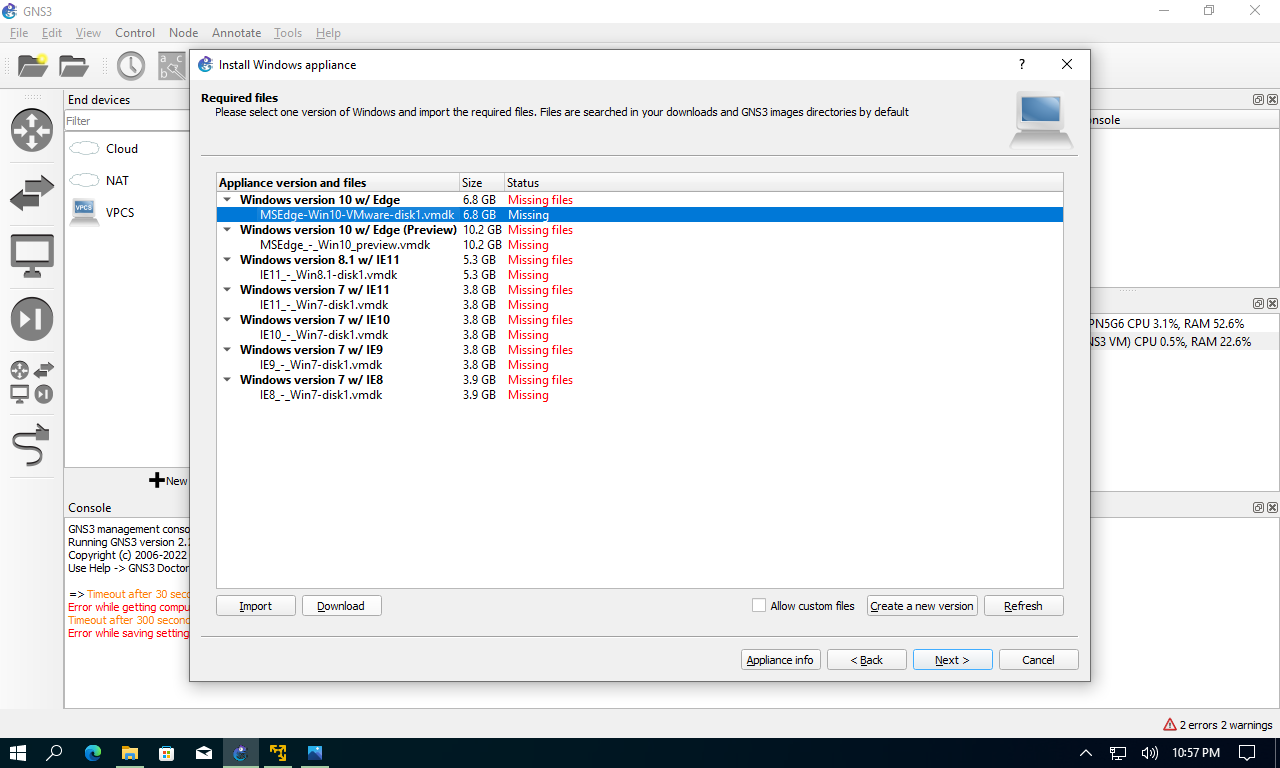 GNS3
File Edit View Control Node Annotate Tools Help
Install Windows appliance ?
Required files
Please select one version of Windows and import the required files. Files are searched in your downloads and GNS3 images directories by default
End devices
Filter
Cloud
NAT
VPCS VPCS
nsole
Appliance version and files Size Status
Windows version 10 w/ Edge 6.8 GB Missing files
MSEdge-Win10-VMware-disk1.vmdk 6.8 GB Missing
Windows version 10 w/ Edge (Preview) 10.2 GB Missing files
MSEdge_-_Win10_preview.vmdk 10.2 GB Missing
Windows version 8.1 w/ IE11 5.3 GB Missing files
IE11_-_Win8.1-disk1.vmdk 5.3 GB Missing
Windows version 7 w/ IE11 3.8 GB Missing files
IE11_-_Win7-disk1.vmdk 3.8 GB Missing
Windows version 7 w/ IE10 3.8 GB Missing files
IE10_-_Win7-disk1.vmdk 3.8 GB Missing
Windows version 7 w/ IE9 3.8 GB Missing files
IE9_-_Win7-disk1.vmdk 3.8 GB Missing
Windows version 7 w/ IE8 3.9 GB Missing files
IE8_-_Win7-disk1.vmdk 3.9 GB Missing
PN5G6 CPU 3.1%, RAM 52.6%
NS3 VM) CPU 0.5%, RAM 22.6%
New
Console
GNS3 management conso
Running GNS3 version 2.
Copyright (c) 2006-2022
Use Help -> GNS3 Doctor
=> Timeout after 30 seco
Error while getting compu
Timeout after 300 second
Error while saving setting
Import Download Allow custom files Create a new version Refresh
Appliance info < Back Next > Cancel
2 errors 2 warnings
10:57 PM